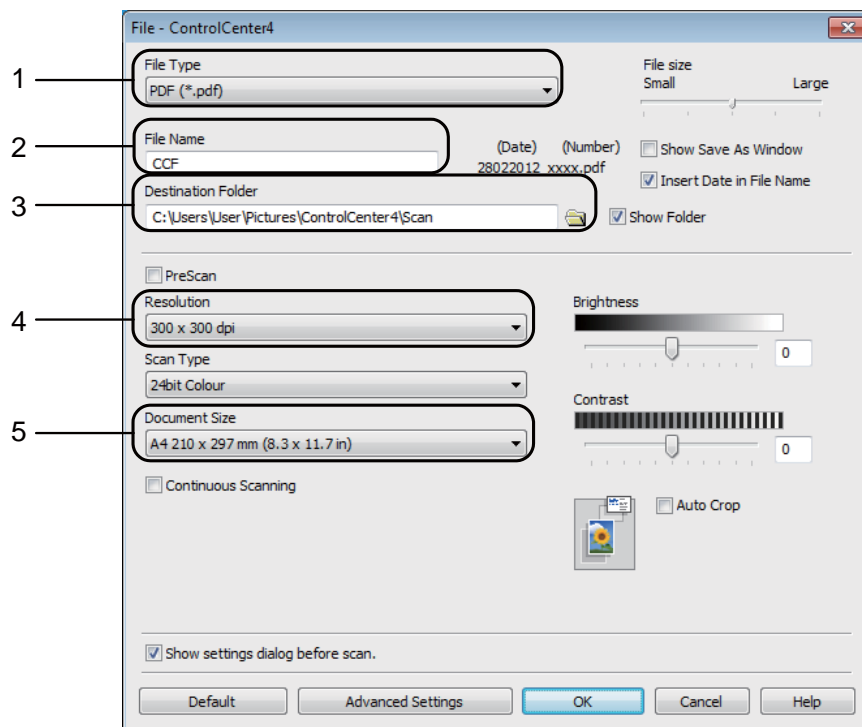 File - ControlCenter4
1
File Type
PDF (*.pdf)
File size
Small Large
2
File Name
CCF
(Date) (Number)
28022012 xxxx.pdf
Show Save As Window
Insert Date in File Name
3
Destination Folder
C:\Users\User\Pictures\ControlCenter4\Scan
Show Folder
PreScan
4
Resolution
300 x 300 dpi
Brightness
0
Scan Type
24bit Colour
Contrast
0
5
Document Size
A4 210 x 297 mm (8.3 x 11.7 in)
Continuous Scanning
Auto Crop
Show settings dialog before scan.
Default
Advanced Settings
OK
Cancel
Help